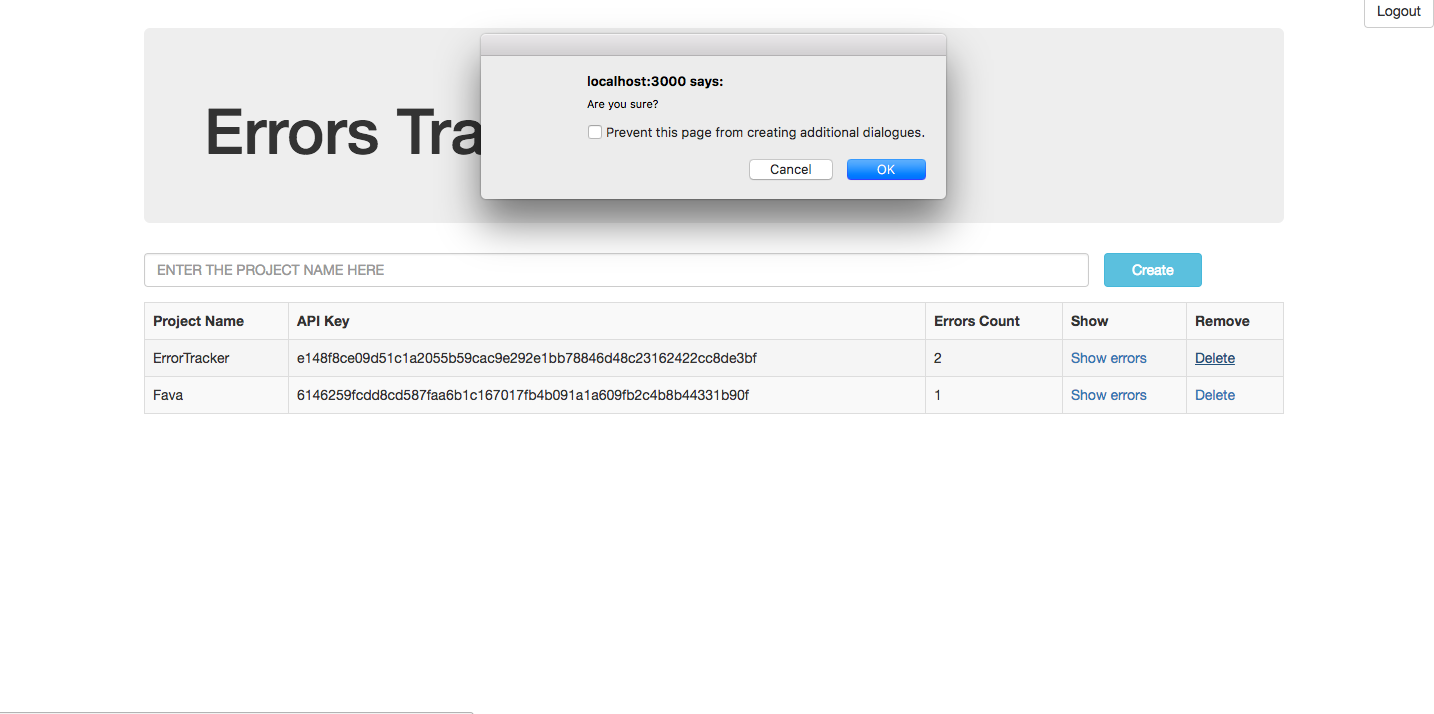 Logout
localhost:3000 says:
Are you sure?
Prevent this page from creating additional dialogues.
Cancel OK
Errors Tra
ENTER THE PROJECT NAME HERE Create
Project Name API Key Errors Count Show Remove
ErrorTracker e148f8ce09d51c1a2055b59cac9e292e1bb78846d48c23162422cc8de3bf 2 Show errors Delete
Fava 6146259fcdd8cd587faa6b1c167017fb4b091a1a609fb2c4b8b44331b90f 1 Show errors Delete